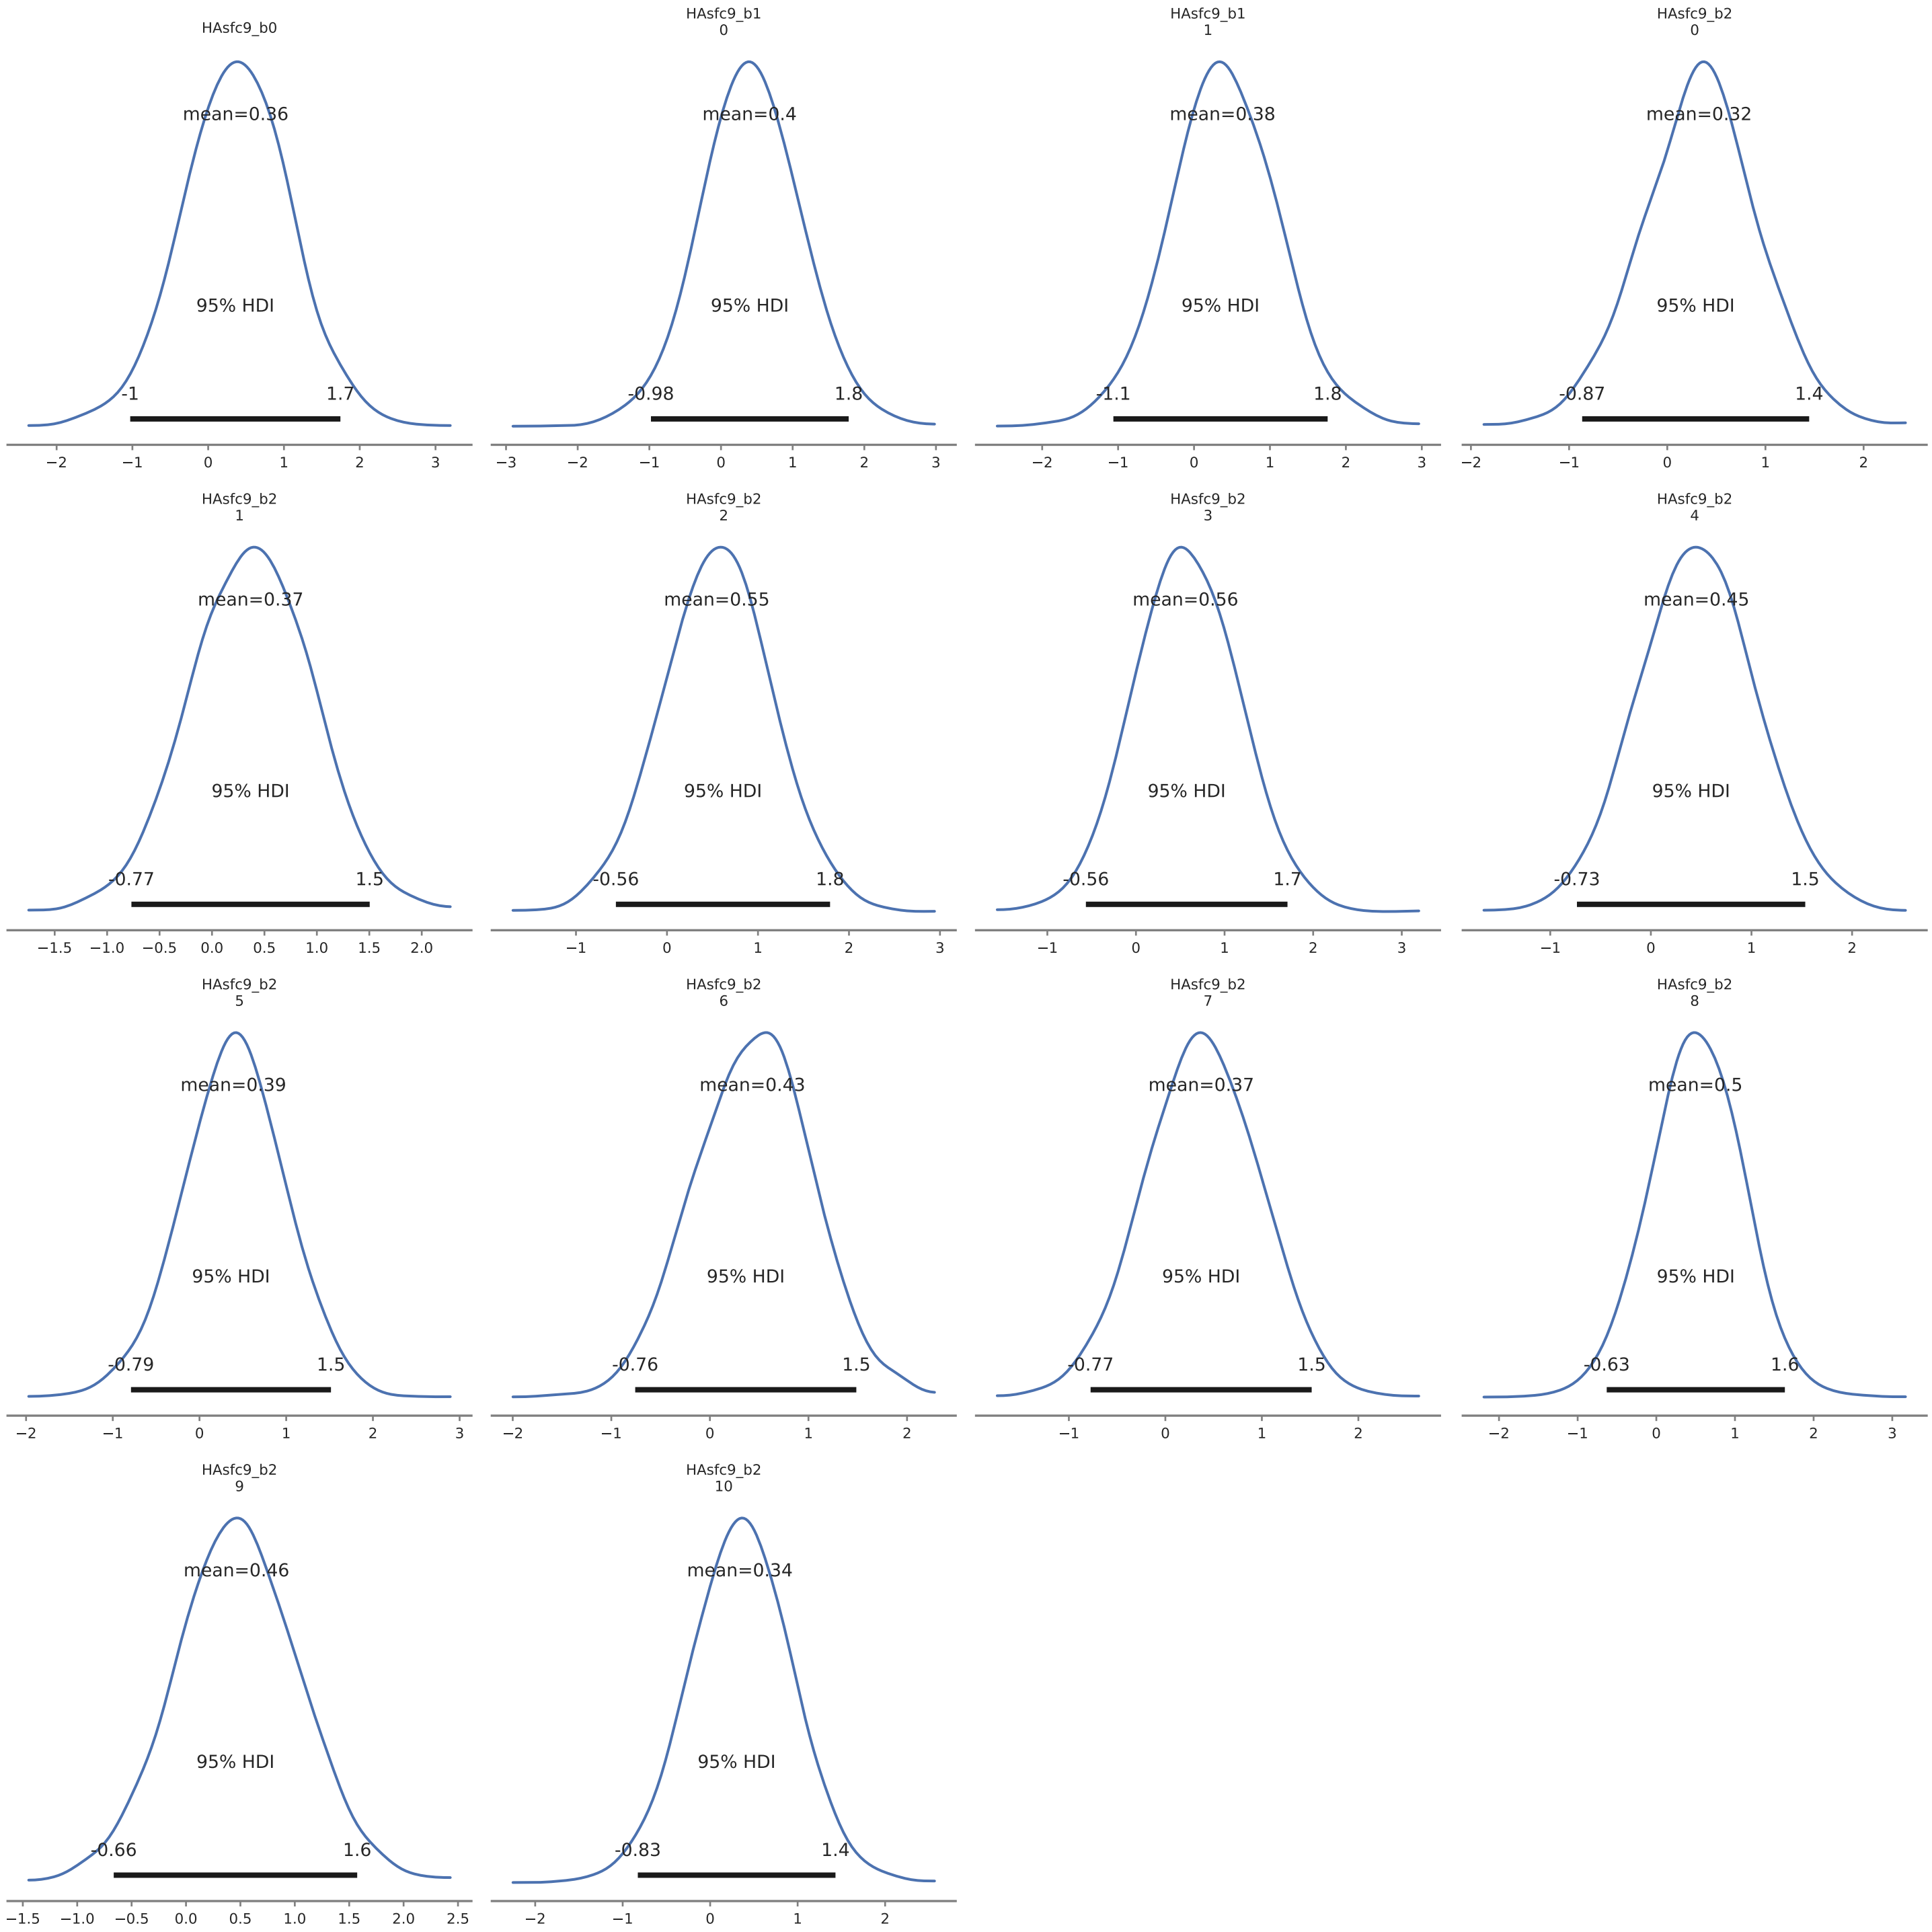 HAsfc9_b0
mean=0.36
95% HDI
-1 1.7
−2 −1 0 1 2 3
HAsfc9_b1
0
mean=0.4
95% HDI
-0.98 1.8
−3 −2 −1 0 1 2 3
HAsfc9_b1
1
mean=0.38
95% HDI
-1.1 1.8
−2 −1 0 1 2 3
HAsfc9_b2
0
mean=0.32
95% HDI
-0.87 1.4
−2 −1 0 1 2
HAsfc9_b2
1
mean=0.37
95% HDI
-0.77 1.5
−1.5 −1.0 −0.5 0.0 0.5 1.0 1.5 2.0
HAsfc9_b2
2
mean=0.55
95% HDI
-0.56 1.8
−1 0 1 2 3
HAsfc9_b2
3
mean=0.56
95% HDI
-0.56 1.7
−1 0 1 2 3
HAsfc9_b2
4
mean=0.45
95% HDI
-0.73 1.5
−1 0 1 2
HAsfc9_b2
5
mean=0.39
95% HDI
-0.79 1.5
−2 −1 0 1 2 3
HAsfc9_b2
6
mean=0.43
95% HDI
-0.76 1.5
−2 −1 0 1 2
HAsfc9_b2
7
mean=0.37
95% HDI
-0.77 1.5
−1 0 1 2
HAsfc9_b2
8
mean=0.5
95% HDI
-0.63 1.6
−2 −1 0 1 2 3
HAsfc9_b2
9
mean=0.46
95% HDI
-0.66 1.6
−1.5 −1.0 −0.5 0.0 0.5 1.0 1.5 2.0 2.5
HAsfc9_b2
10
mean=0.34
95% HDI
-0.83 1.4
−2 −1 0 1 2